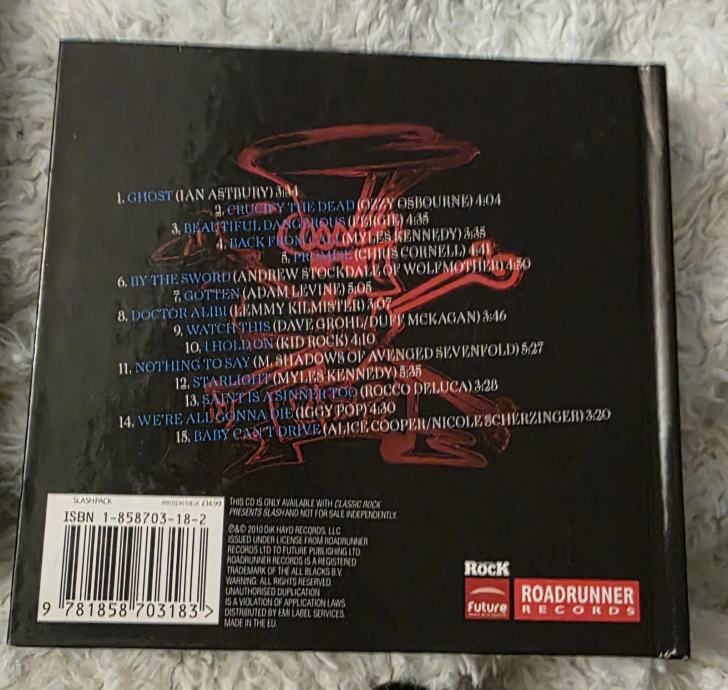 1. GHOST (IAN ASTBURY) 3:34
2. CRUCIFY THE DEAD (OZZY OSBOURNE) 4:04
3. BEAUTIFUL DANGEROUS (FERGIE) 4:35
4. BACK FROM CALI (MYLES KENNEDY) 3:35
5. PROMISE (CHRIS CORNELL) 4:41
6. BY THE SWORD (ANDREW STOCKDALE OF WOLFMOTHER) 4:50
7. GOTTEN (ADAM LEVINE) 5:05
8. DOCTOR ALIBI (LEMMY KILMISTER) 3:07
9. WATCH THIS (DAVE GROHL/DUFF MCKAGAN) 3:46
10. I HOLD ON (KID ROCK) 4:10
11. NOTHING TO SAY (M. SHADOWS OF AVENGED SEVENFOLD) 5:27
12. STARLIGHT (MYLES KENNEDY) 5:35
13. SAINT IS A SINNER TOO (ROCCO DELUCA) 3:28
14. WE'RE ALL GONNA DIE (IGGY POP) 4:30
15. BABY CAN'T DRIVE (ALICE COOPER/NICOLE SCHERZINGER) 3:20
SLASHPACK £14.99
ISBN 1-858703-18-2
9 781858 703183 >
THIS CD IS ONLY AVAILABLE WITH CLASSIC ROCK
PRESENTS SLASH AND NOT FOR SALE INDEPENDENTLY.
℗&© 2010 DIK HAYD RECORDS, LLC
ISSUED UNDER LICENSE FROM ROADRUNNER
RECORDS LTD TO FUTURE PUBLISHING LTD
ROADRUNNER RECORDS IS A REGISTERED
TRADEMARK OF THE ALL BLACKS B.V.
WARNING: ALL RIGHTS RESERVED.
UNAUTHORISED DUPLICATION
IS A VIOLATION OF APPLICATION LAWS
DISTRIBUTED BY EMI LABEL SERVICES.
MADE IN THE EU.
ROCK
Future
ROADRUNNER
RECORDS